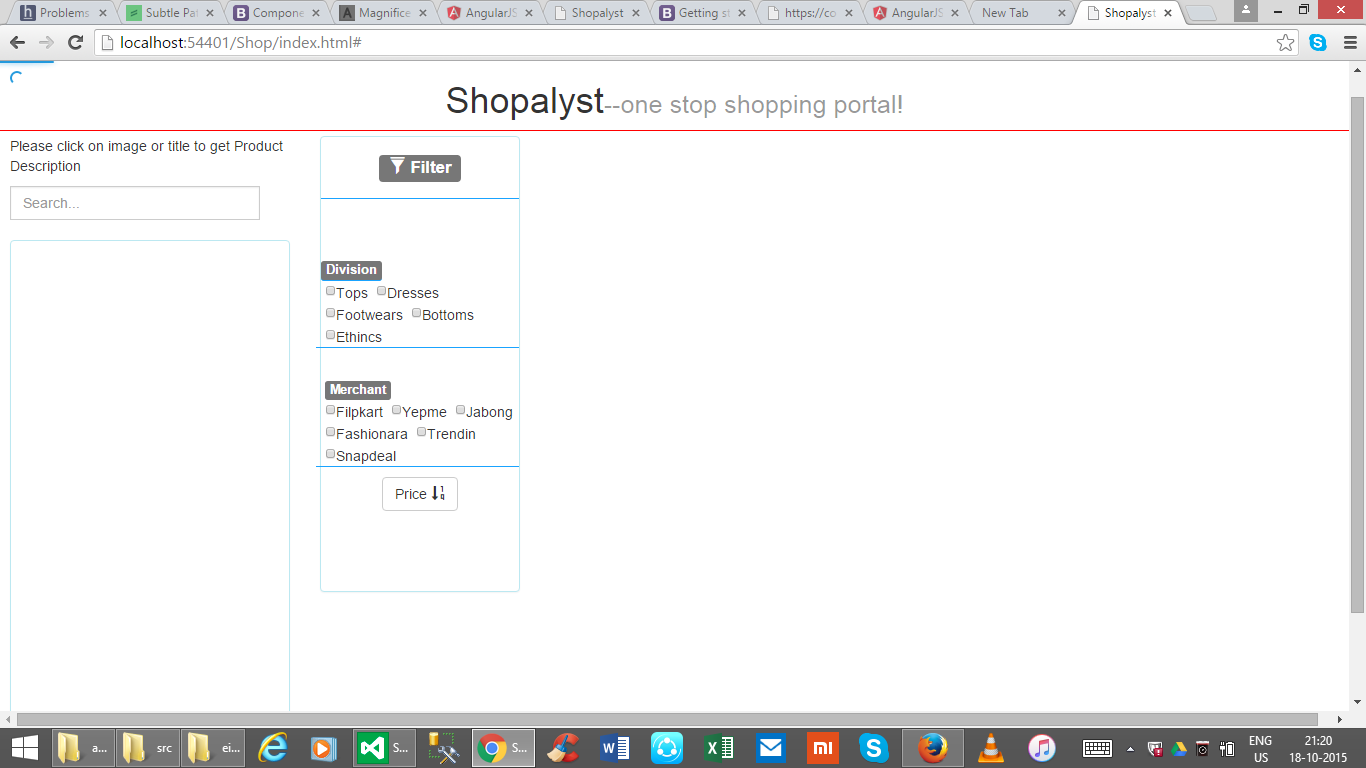 Problems
Subtle Pat
Compone
Magnifice
AngularJS
Shopalyst
Getting st
https://co
AngularJS
New Tab
Shopalyst
localhost:54401/Shop/index.html#
Shopalyst--one stop shopping portal!
Please click on image or title to get Product
Description
Search...
Filter
Division
Tops Dresses
Footwears Bottoms
Ethincs
Merchant
Filpkart Yepme Jabong
Fashionara Trendin
Snapdeal
Price
a...
src
ei...
S...
S...
ENG
US
21:20
18-10-2015